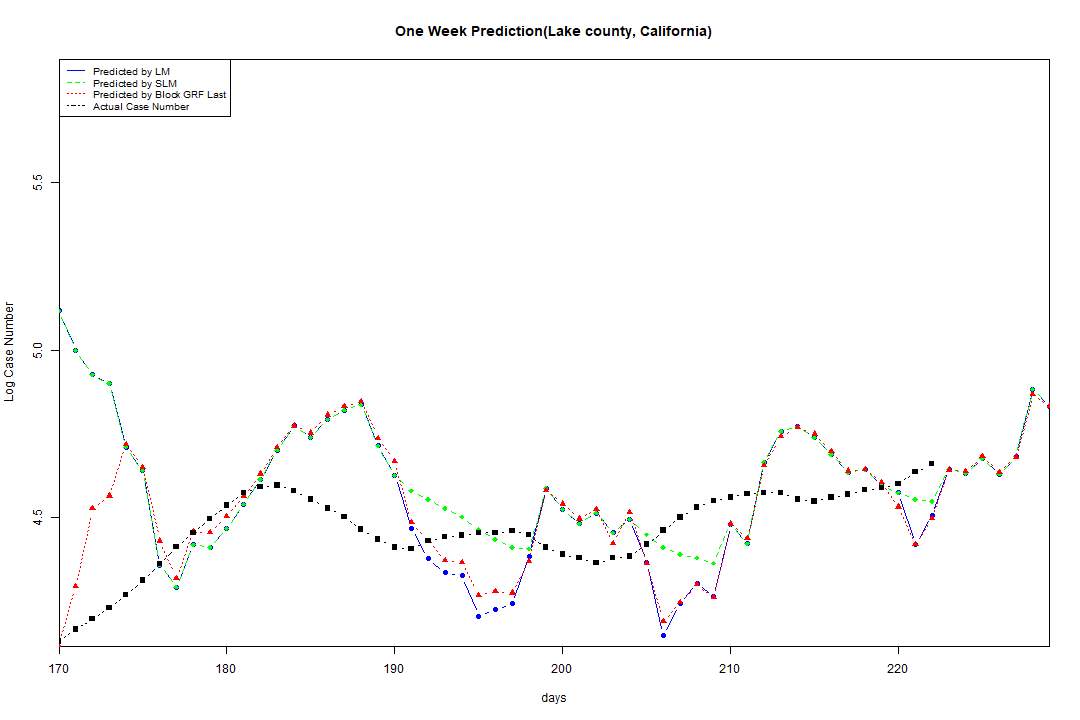 One Week Prediction(Lake county, California)
Predicted by LM
Predicted by SLM
Predicted by Block GRF Last
Actual Case Number
5.5
5.0
4.5
Log Case Number
170 180 190 200 210 220
days